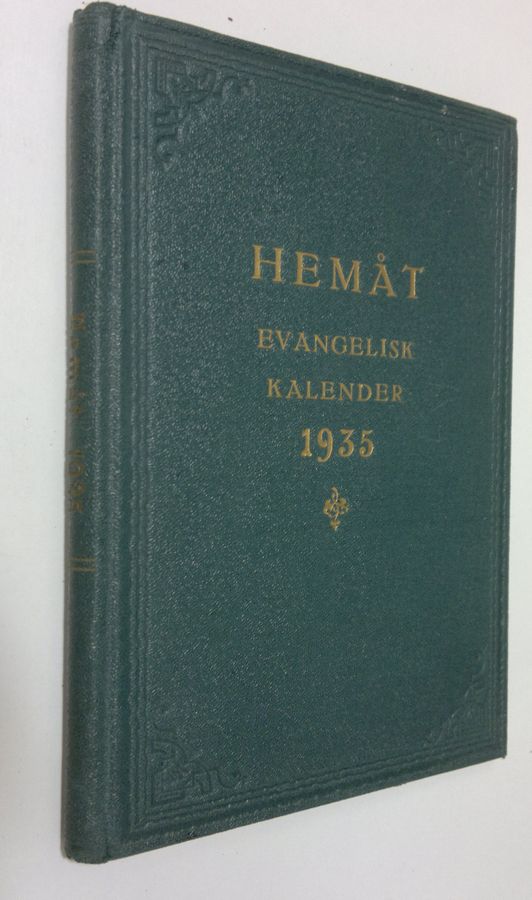 HEMÅT
EVANGELISK
KALENDER
1935
Hemåt 1935